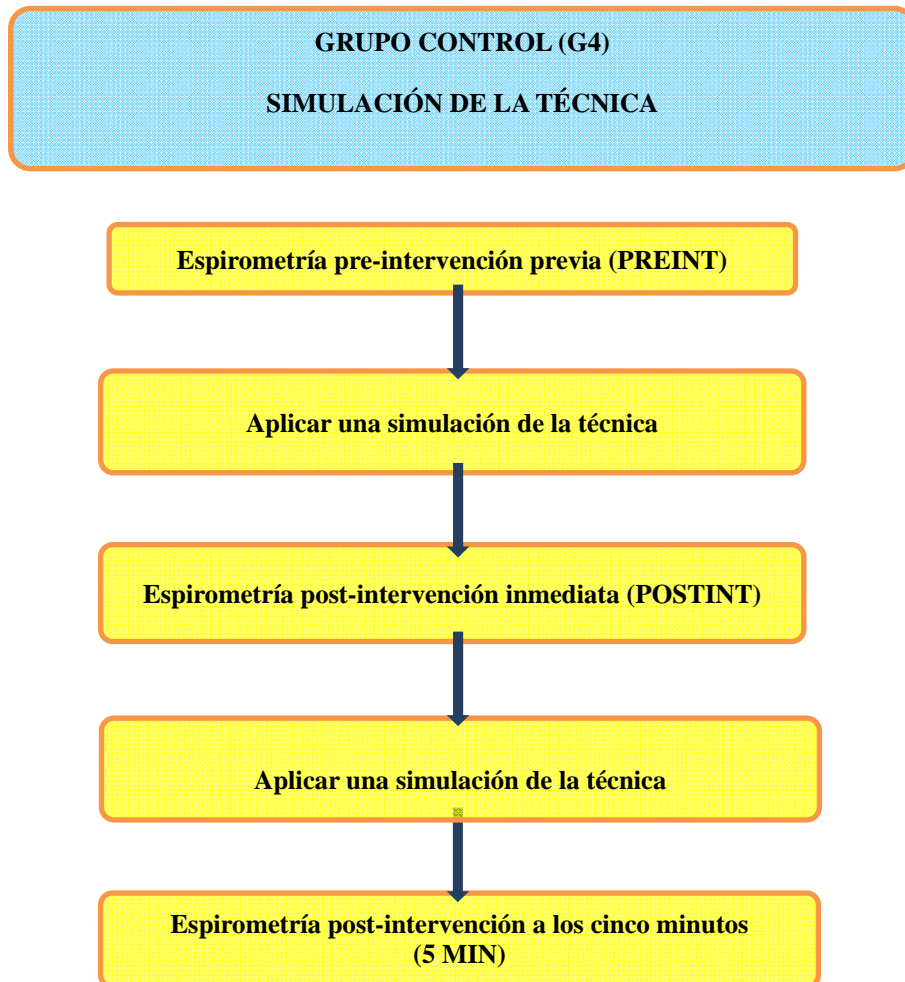 GRUPO CONTROL (G4)
SIMULACIÓN DE LA TÉCNICA
Espirometría pre-intervención previa (PREINT)
Aplicar una simulación de la técnica
Espirometría post-intervención inmediata (POSTINT)
Aplicar una simulación de la técnica
Espirometría post-intervención a los cinco minutos
(5 MIN)